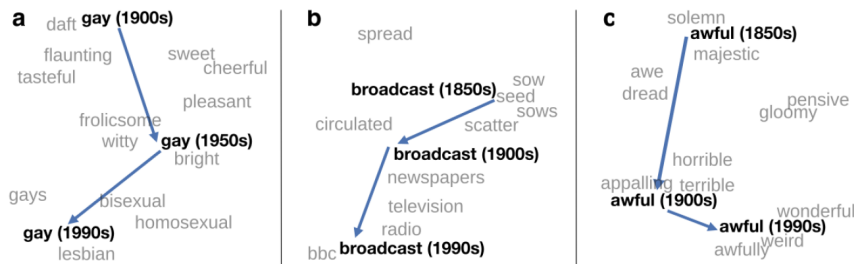 a
daft
gay (1900s)
flaunting
sweet
tasteful
cheerful
pleasant
frolicsome
witty
gay (1950s)
bright
gays
bisexual
homosexual
gay (1990s)
lesbian
b
spread
broadcast (1850s)
sow
seed
sows
circulated
scatter
broadcast (1900s)
newspapers
television
radio
bbc
broadcast (1990s)
c
solemn
awful (1850s)
majestic
awe
dread
pensive
gloomy
horrible
appalling
terrible
awful (1900s)
wonderful
awful (1990s)
weird
awfully